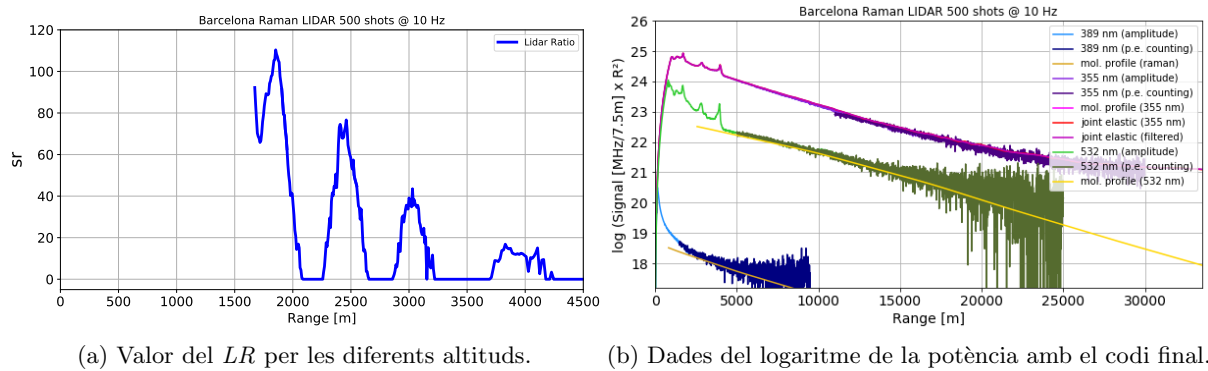 Barcelona Raman LIDAR 500 shots @ 10 Hz
120
100
80
60
40
20
0
sr
Lidar Ratio
0 500 1000 1500 2000 2500 3000 3500 4000 4500
Range [m]
(a) Valor del LR per les diferents altituds.
Barcelona Raman LIDAR 500 shots @ 10 Hz
26
25
24
23
22
21
20
19
18
log (Signal [MHz/7.5m] x R²)
389 nm (amplitude)
389 nm (p.e. counting)
mol. profile (raman)
355 nm (amplitude)
355 nm (p.e. counting)
mol. profile (355 nm)
joint elastic (355 nm)
joint elastic (filtered)
532 nm (amplitude)
532 nm (p.e. counting)
mol. profile (532 nm)
0 5000 10000 15000 20000 25000 30000
Range [m]
(b) Dades del logaritme de la potència amb el codi final.